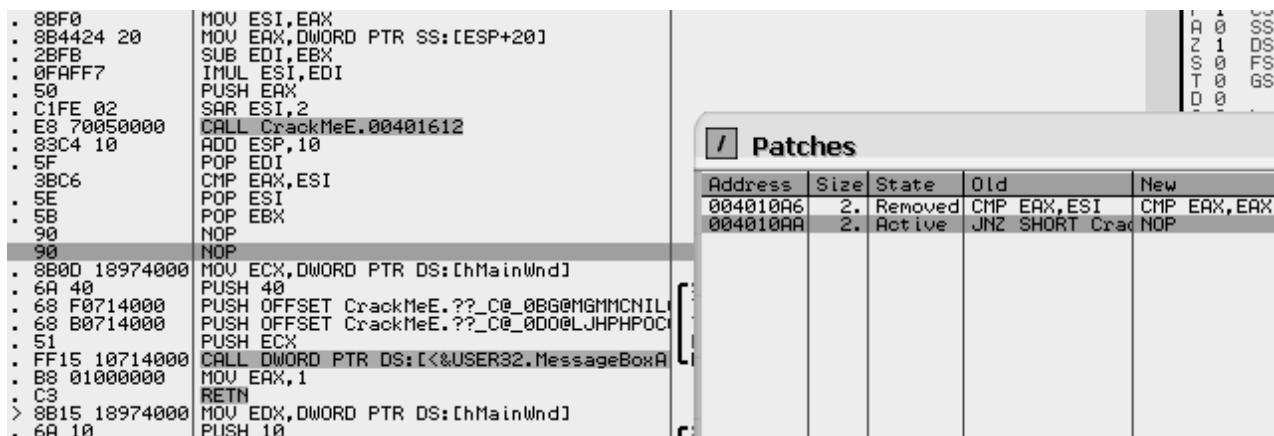 . 8BF0 MOV ESI,EAX
. 8B4424 20 MOV EAX,DWORD PTR SS:[ESP+20]
. 2BFB SUB EDI,EBX
. 0FAFF7 IMUL ESI,EDI
. 50 PUSH EAX
. C1FE 02 SAR ESI,2
. E8 70050000 CALL CrackMeE.00401612
. 83C4 10 ADD ESP,10
. 5F POP EDI
3BC6 CMP EAX,ESI
. 5E POP ESI
. 5B POP EBX
90 NOP
90 NOP
. 8B0D 18974000 MOV ECX,DWORD PTR DS:[hMainWnd]
. 6A 40 PUSH 40
. 68 F0714000 PUSH OFFSET CrackMeE.??_C@_0BG@MGMMCNIL
. 68 B0714000 PUSH OFFSET CrackMeE.??_C@_0DO@LJHPHPOC
. 51 PUSH ECX
. FF15 10714000 CALL DWORD PTR DS:[<&USER32.MessageBoxA
. B8 01000000 MOV EAX,1
. C3 RETN
> 8B15 18974000 MOV EDX,DWORD PTR DS:[hMainWnd]
. 6A 10 PUSH 10
A 0 SS
Z 1 DS
S 0 FS
T 0 GS
D 0
/ Patches
Address Size State Old New
004010A6 2. Removed CMP EAX,ESI CMP EAX,EAX
004010AA 2. Active JNZ SHORT Crac NOP